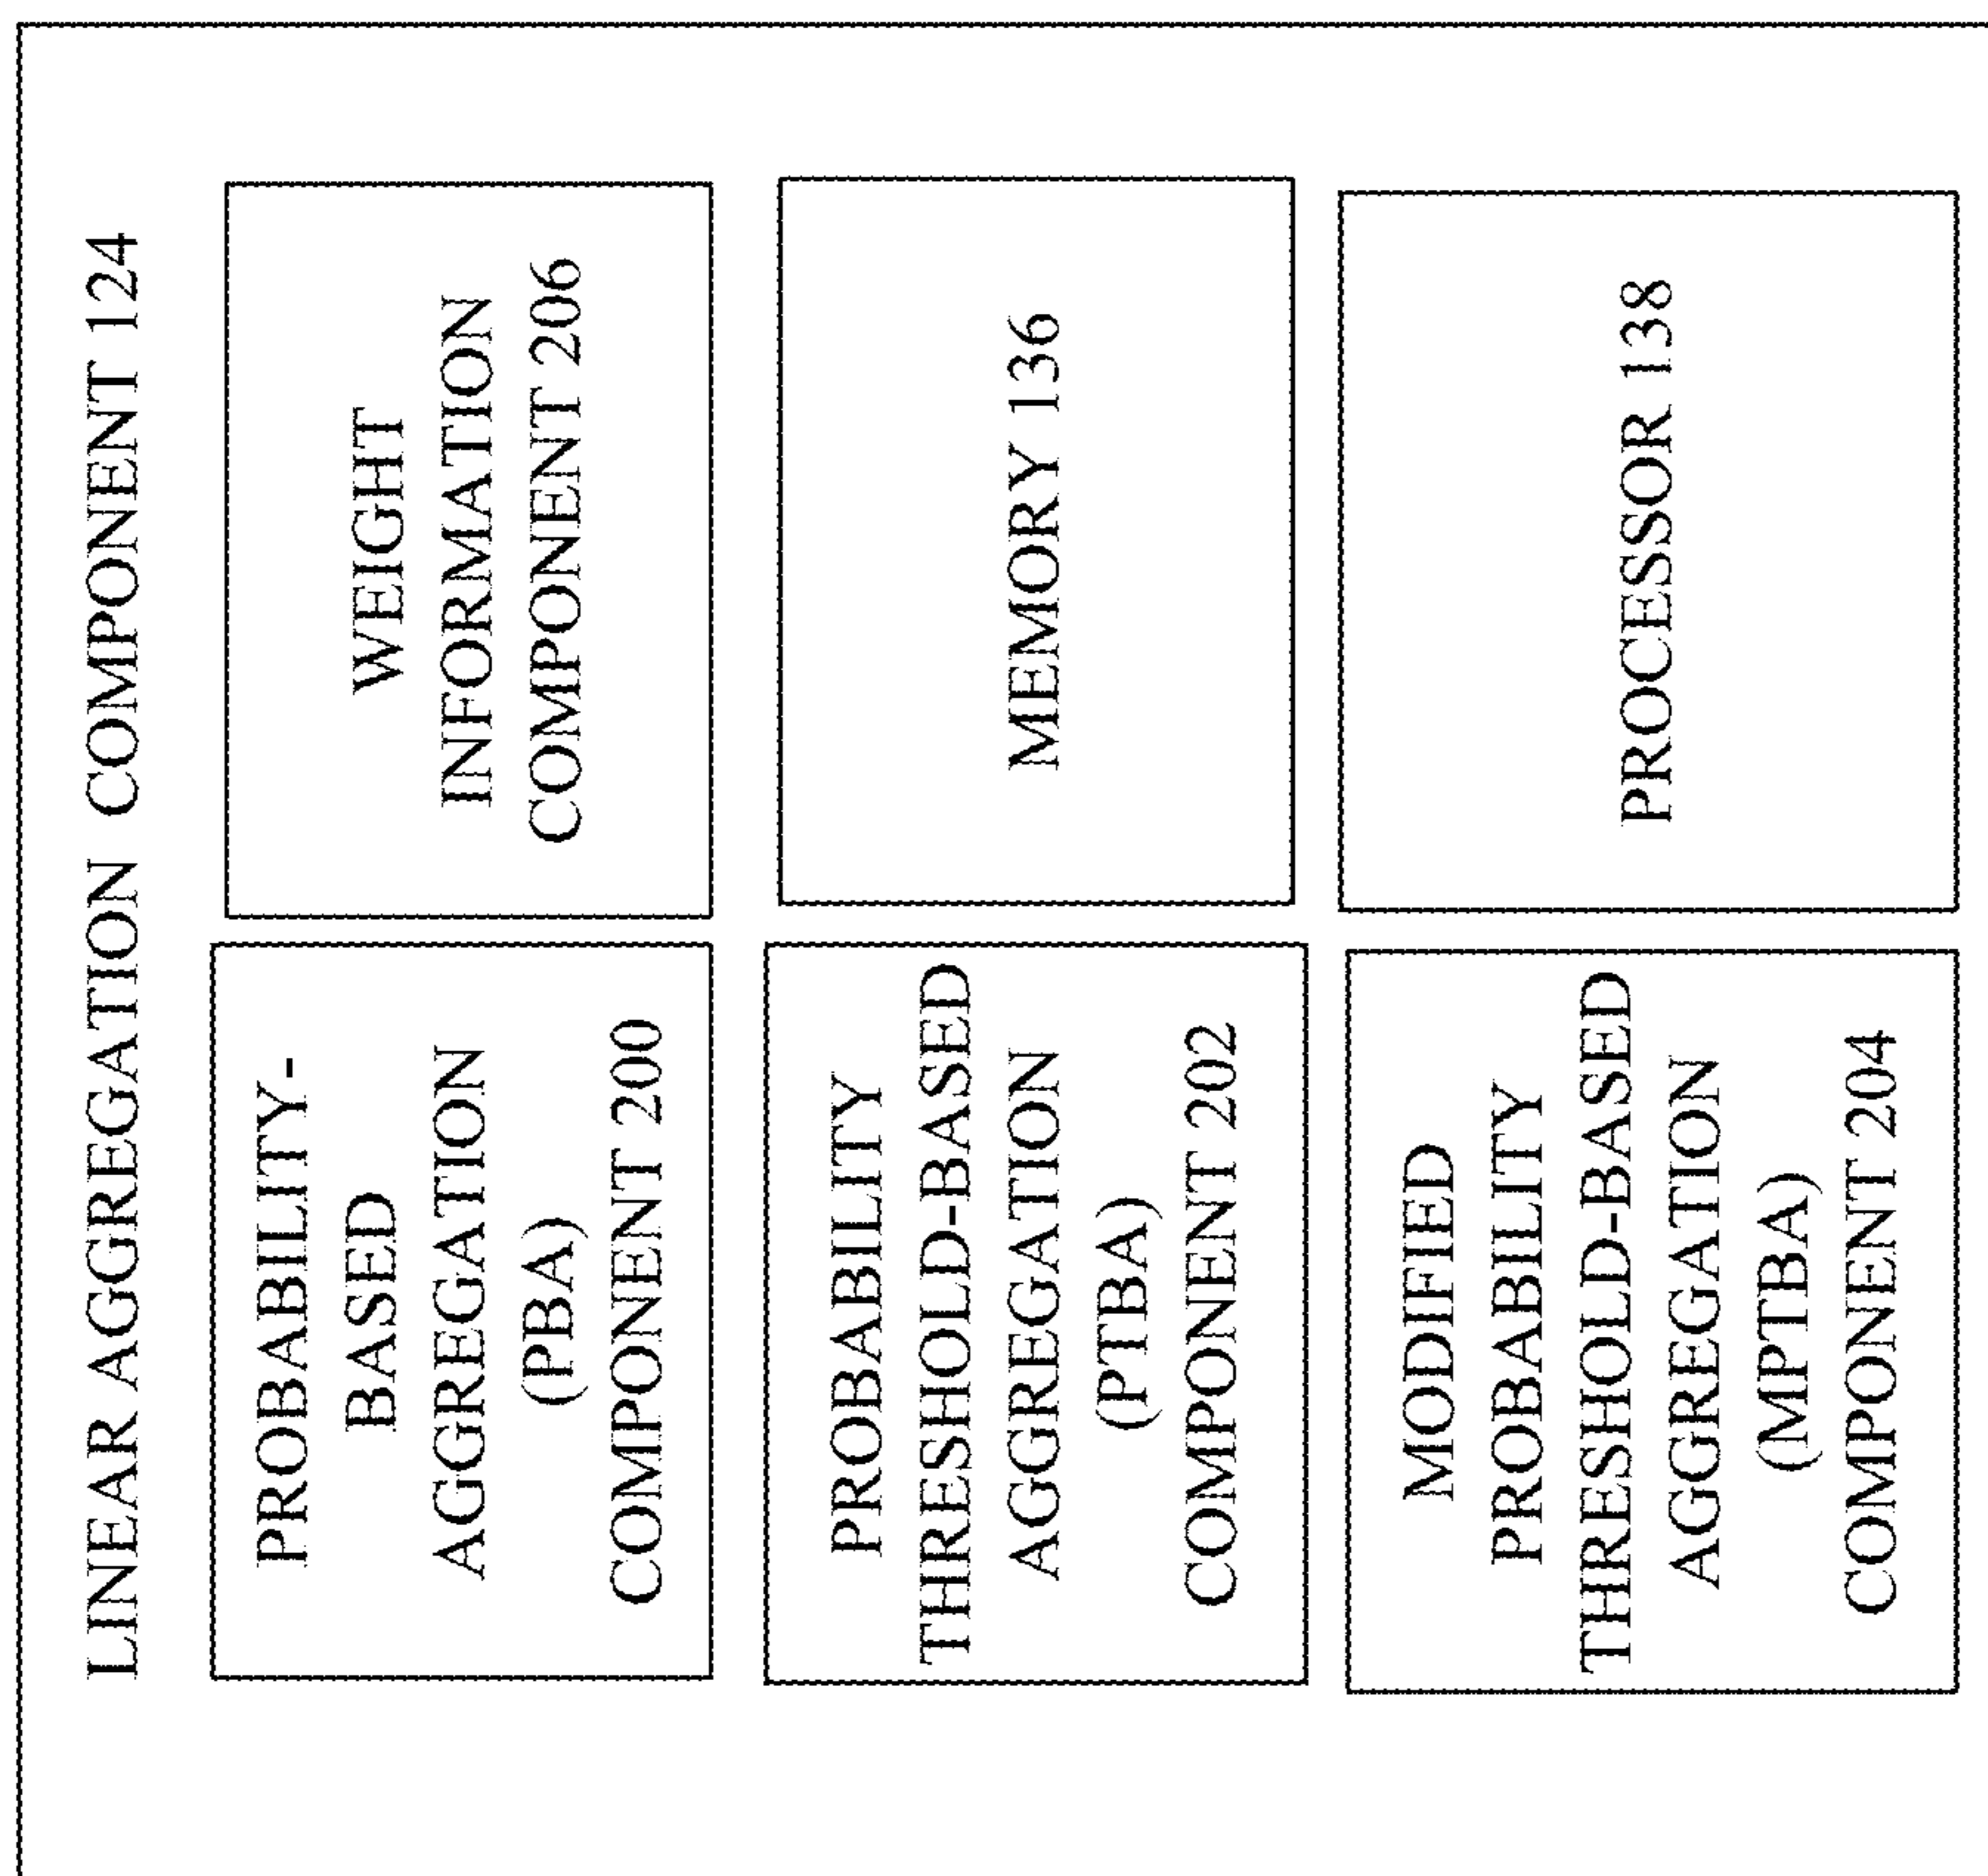 LINEAR AGGREGATION COMPONENT 124
PROBABILITY-
BASED
AGGREGATION
(PBA)
COMPONENT 200
WEIGHT
INFORMATION
COMPONENT 206
PROBABILITY
THRESHOLD-BASED
AGGREGATION
(PTBA)
COMPONENT 202
MEMORY 136
MODIFIED
PROBABILITY
THRESHOLD-BASED
AGGREGATION
(MPTBA)
COMPONENT 204
PROCESSOR 138